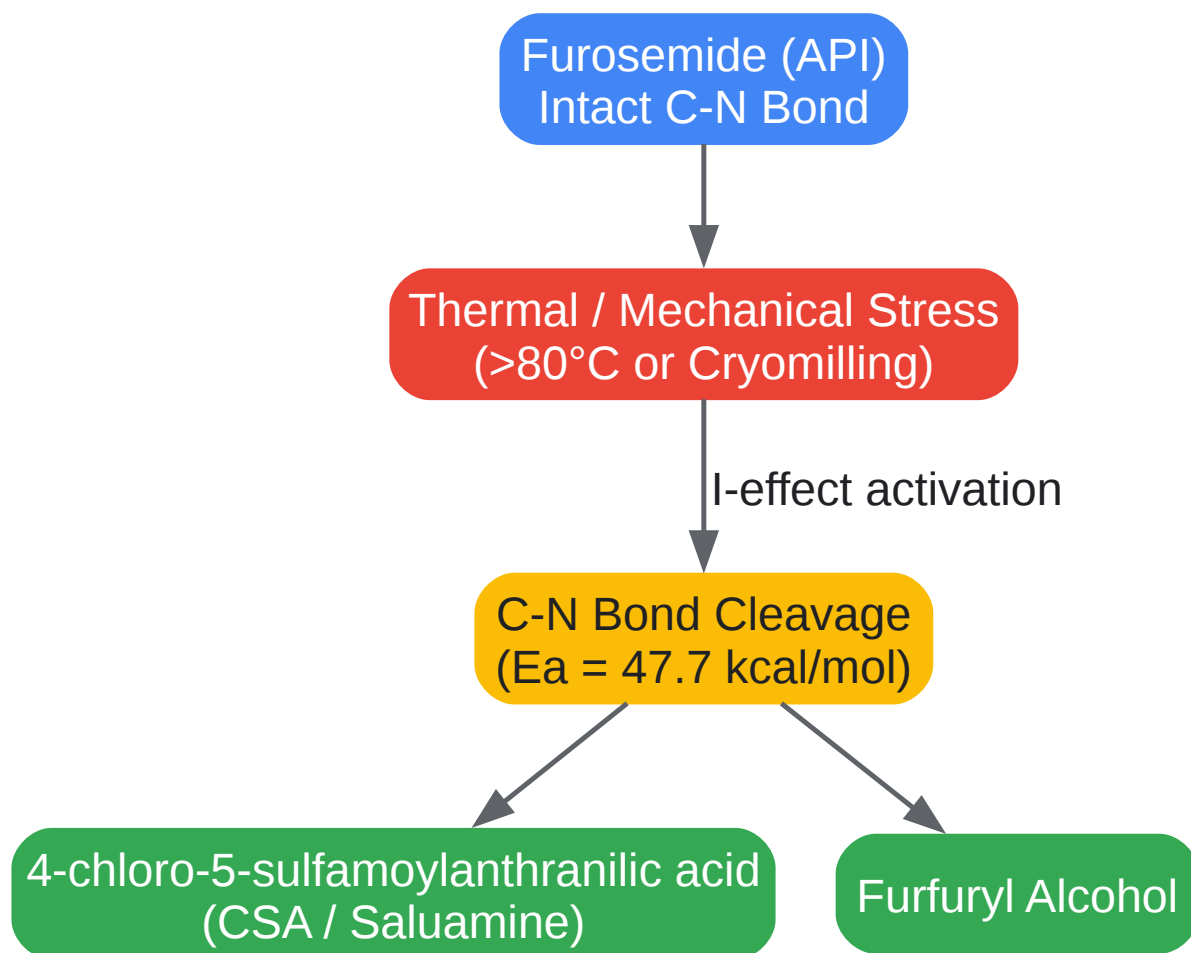 Furosemide (API)
Intact C-N Bond
Thermal / Mechanical Stress
(>80°C or Cryomilling)
I-effect activation
C-N Bond Cleavage
(Ea = 47.7 kcal/mol)
4-chloro-5-sulfamoylanthranilic acid
(CSA / Saluamine)
Furfuryl Alcohol